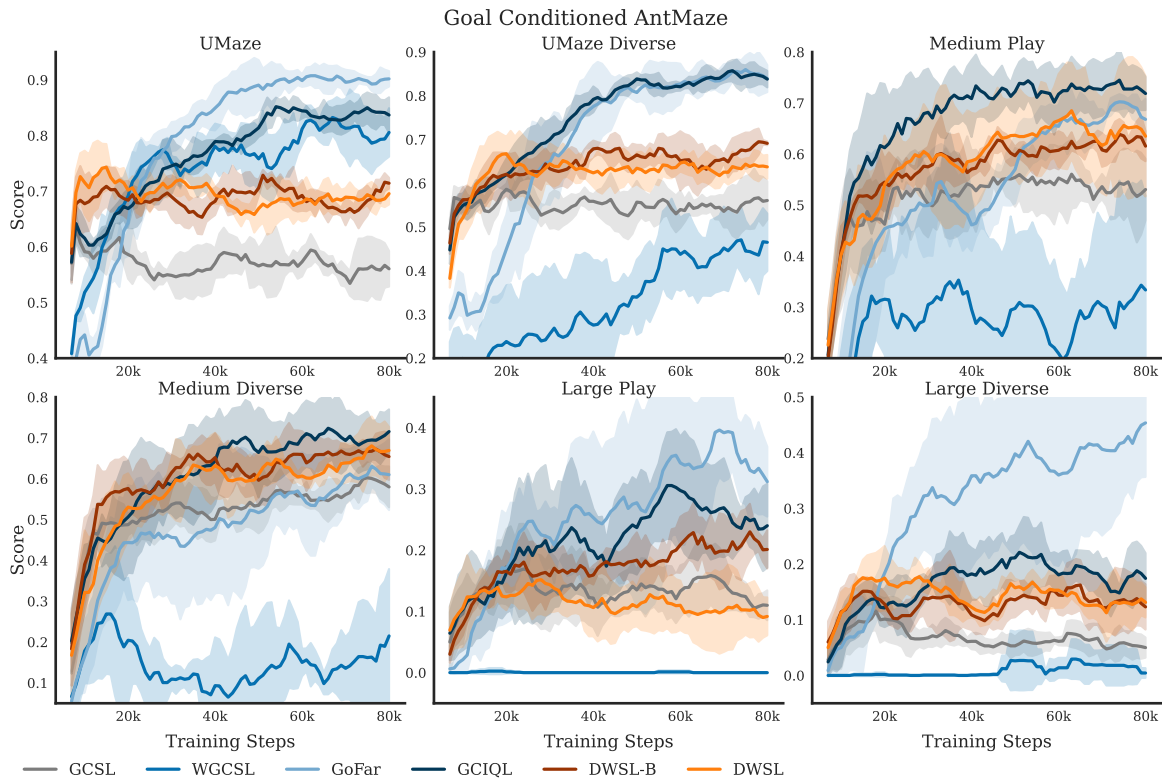 Goal Conditioned AntMaze
UMaze
UMaze Diverse
Medium Play
Score
0.9
0.8
0.7
0.6
0.5
0.4
20k 40k 60k 80k
0.9
0.8
0.7
0.6
0.5
0.4
0.3
0.2
20k 40k 60k 80k
0.8
0.7
0.6
0.5
0.4
0.3
0.2
20k 40k 60k 80k
Medium Diverse
Large Play
Large Diverse
Score
0.8
0.7
0.6
0.5
0.4
0.3
0.2
0.1
20k 40k 60k 80k
Training Steps
0.4
0.3
0.2
0.1
0.0
20k 40k 60k 80k
Training Steps
0.5
0.4
0.3
0.2
0.1
0.0
20k 40k 60k 80k
Training Steps
GCSL WGCSL GoFar GCIQL DWSL-B DWSL